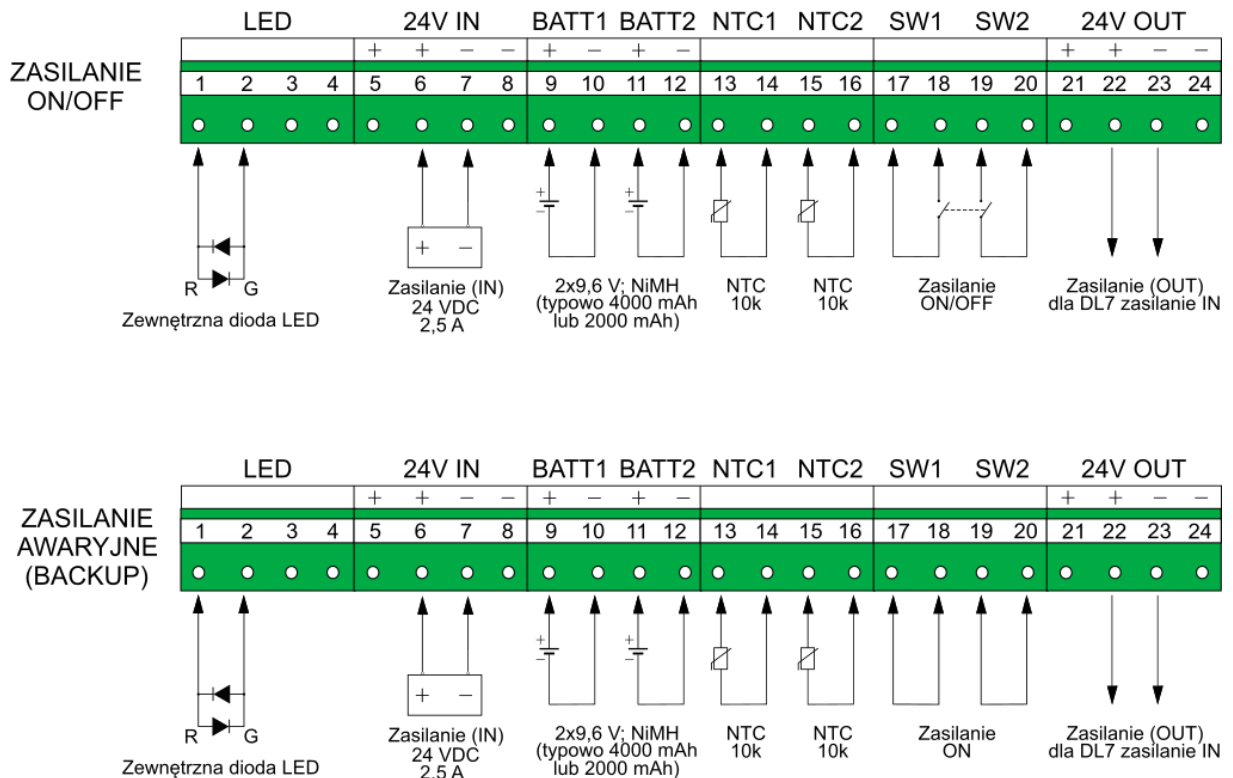 LED 24V IN BATT1 BATT2 NTC1 NTC2 SW1 SW2 24V OUT
+ + − − + − + − + + − −
ZASILANIE
ON/OFF
1 2 3 4 5 6 7 8 9 10 11 12 13 14 15 16 17 18 19 20 21 22 23 24
+ − + −
+ −
R G
Zewnętrzna dioda LED
Zasilanie (IN)
24 VDC
2,5 A
2x9,6 V; NiMH
(typowo 4000 mAh
lub 2000 mAh)
NTC
10k
NTC
10k
Zasilanie
ON/OFF
Zasilanie (OUT)
dla DL7 zasilanie IN
LED 24V IN BATT1 BATT2 NTC1 NTC2 SW1 SW2 24V OUT
+ + − − + − + − + + − −
ZASILANIE
AWARYJNE
(BACKUP)
1 2 3 4 5 6 7 8 9 10 11 12 13 14 15 16 17 18 19 20 21 22 23 24
+ − + −
+ −
R G
Zewnętrzna dioda LED
Zasilanie (IN)
24 VDC
2,5 A
2x9,6 V; NiMH
(typowo 4000 mAh
lub 2000 mAh)
NTC
10k
NTC
10k
Zasilanie
ON
Zasilanie (OUT)
dla DL7 zasilanie IN